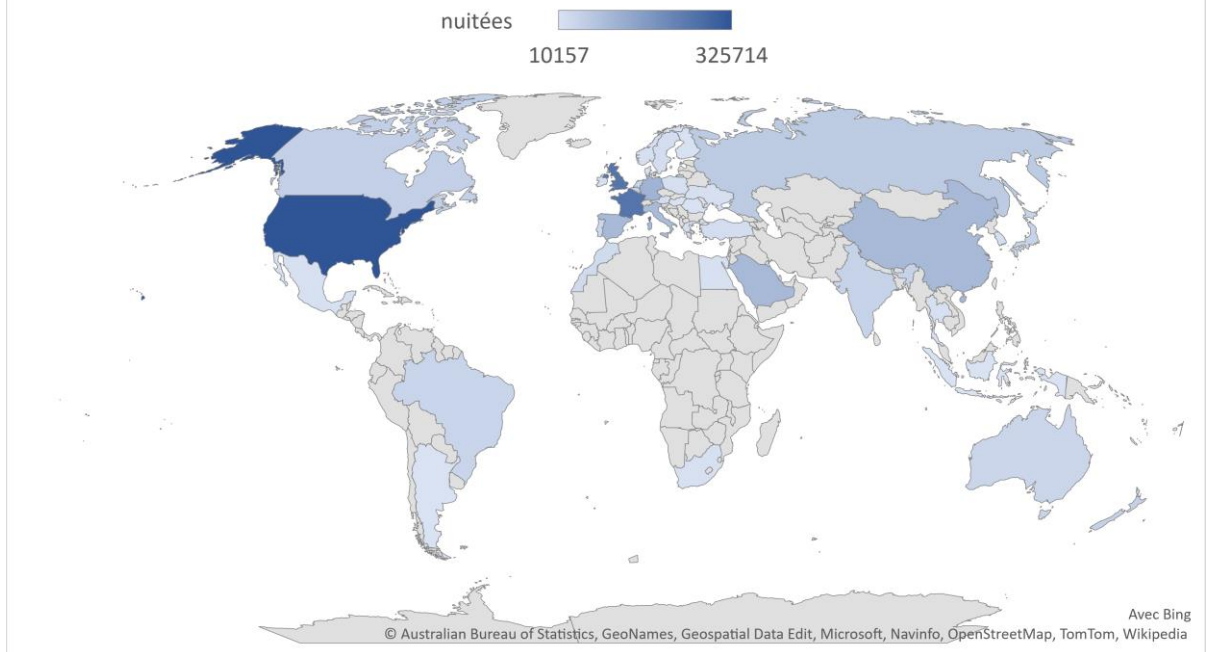 nuitées
10157 325714
Avec Bing
© Australian Bureau of Statistics, GeoNames, Geospatial Data Edit, Microsoft, Navinfo, OpenStreetMap, TomTom, Wikipedia